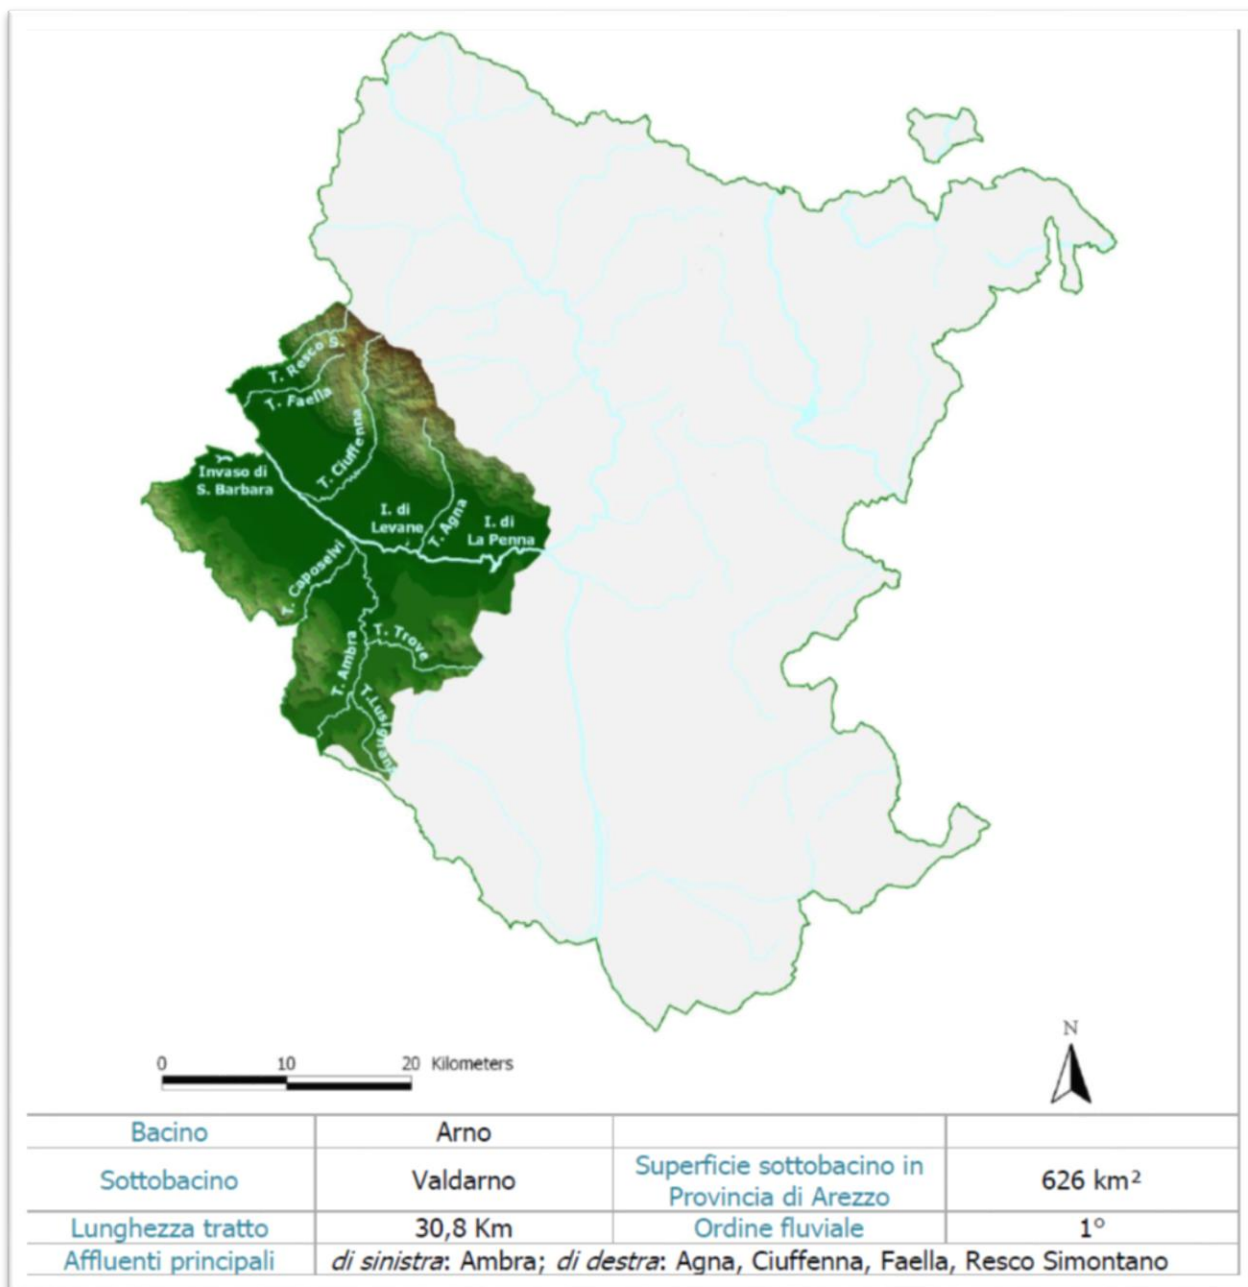 T. Resco S.
T. Faella
T. Ciuffenna
Invaso di
S. Barbara
I. di
Levane
T. Agna
I. di
La Penna
T. Caposelvi
T. Trove
T. Ambra
T. Lusignana
N
0 10 20 Kilometers
Bacino Arno
Sottobacino Valdarno Superficie sottobacino in
Provincia di Arezzo 626 km²
Lunghezza tratto 30,8 Km Ordine fluviale 1°
Affluenti principali di sinistra: Ambra; di destra: Agna, Ciuffenna, Faella, Resco Simontano